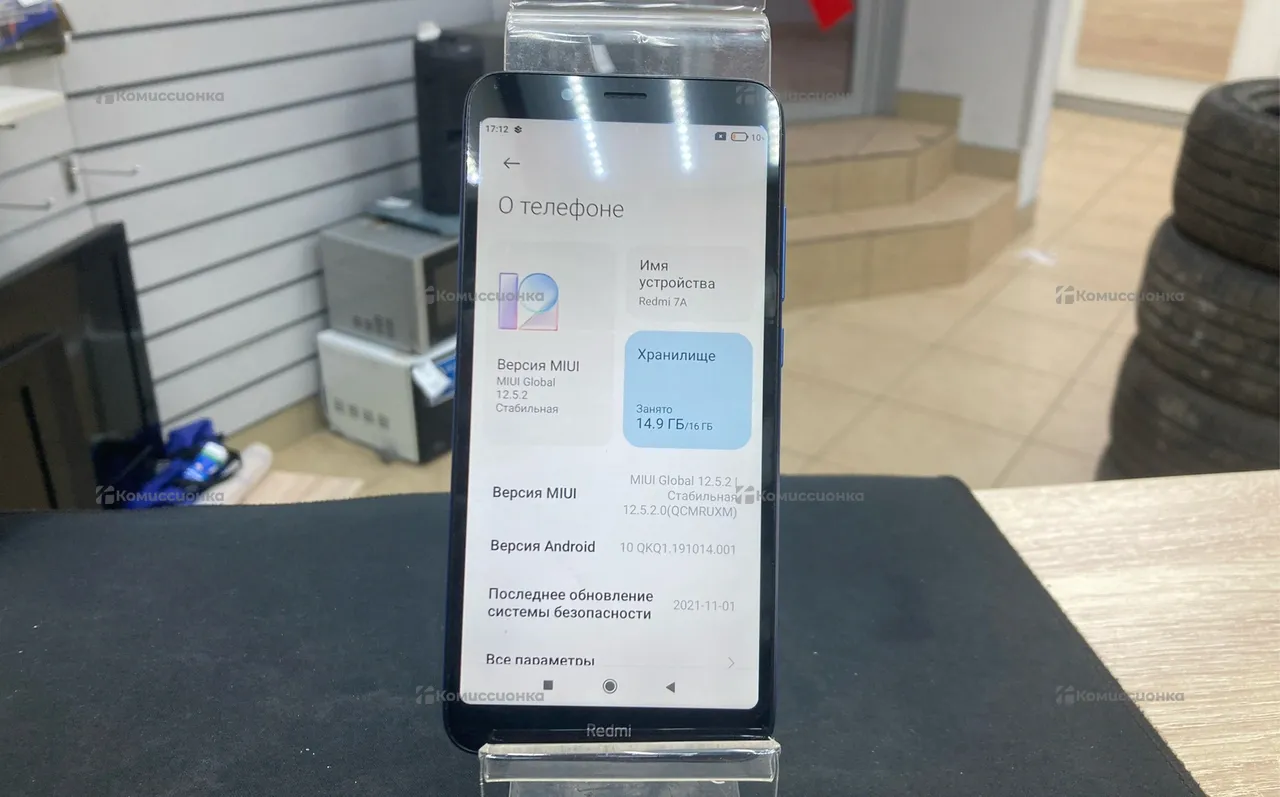 Комиссионка
Комиссионка
17:12
10
О телефоне
Имя
устройства
Redmi 7A
Комиссионка
Комиссионка
Версия MIUI
MIUI Global
12.5.2
Стабильная
Хранилище
Занято
14.9 ГБ/16 ГБ
Версия MIUI
MIUI Global 12.5.2 |
Стабильная
12.5.2.0(QCMRUXM)
Комиссионка
Комиссионка
Версия Android
10 QKQ1.191014.001
Последнее обновление
системы безопасности
2021-11-01
Все параметры
Комиссионка
Комиссионка
Redmi